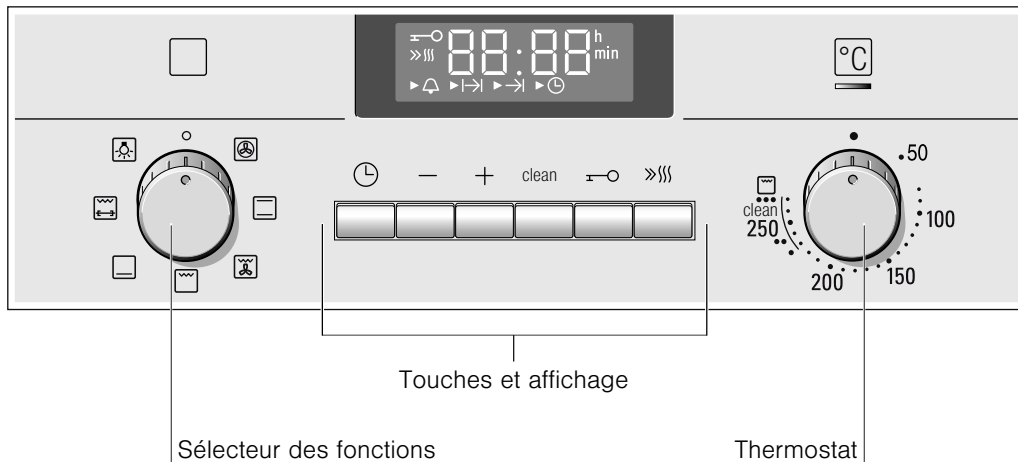 88:88 h
min
°C
clean
50
100
150
200
250
clean
Touches et affichage
Sélecteur des fonctions
Thermostat